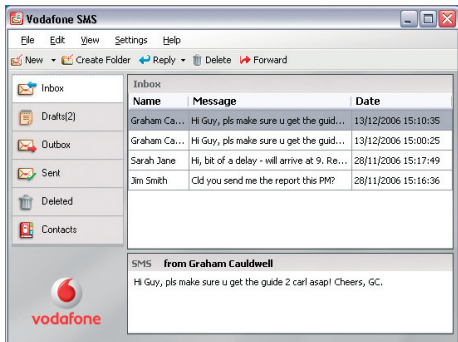 Vodafone SMS
File Edit View Settings Help
New Create Folder Reply Delete Forward
Inbox
Drafts(2)
Outbox
Sent
Deleted
Contacts
vodafone
Inbox
Name Message Date
Graham Ca... Hi Guy, pls make sure u get the guid... 13/12/2006 15:10:35
Graham Ca... Hi Guy, pls make sure u get the guid... 13/12/2006 15:00:25
Sarah Jane Hi, bit of a delay - will arrive at 9. Re... 28/11/2006 15:17:49
Jim Smith Cld you send me the report this PM? 28/11/2006 15:16:36
SMS from Graham Cauldwell
Hi Guy, pls make sure u get the guide 2 carl asap! Cheers, GC.